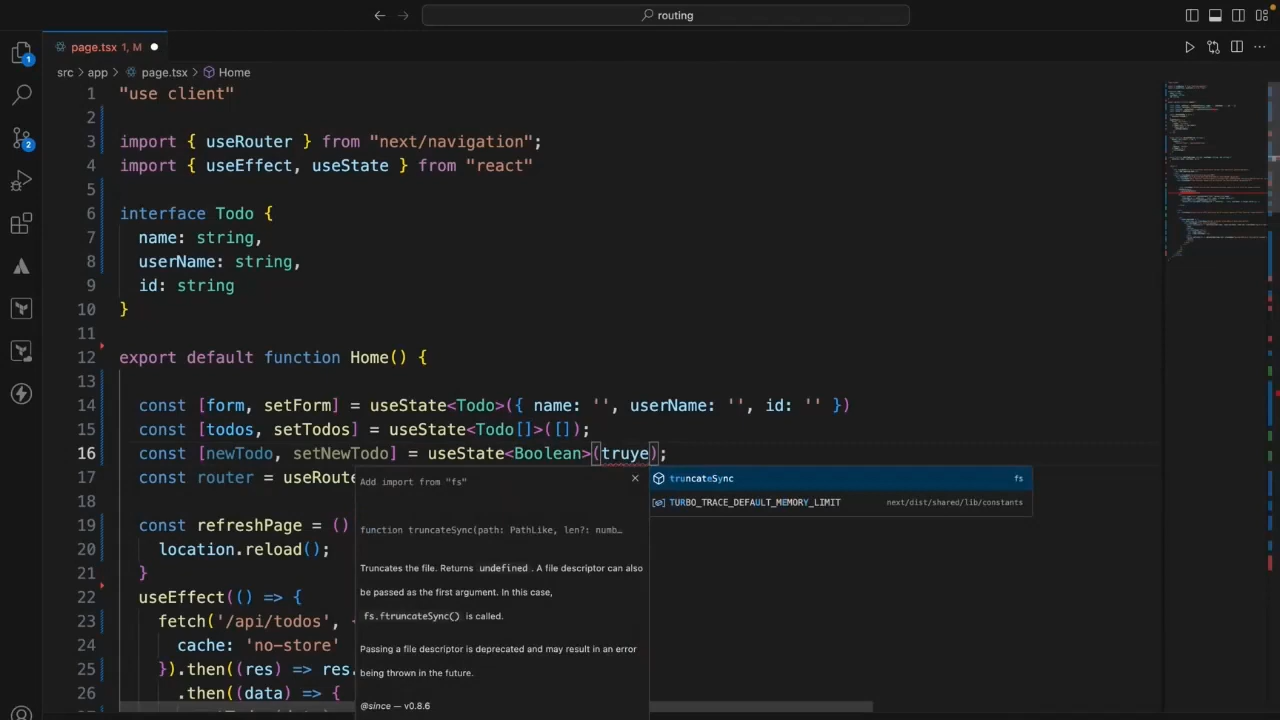 routing
page.tsx 1, M
src > app > page.tsx > Home
1 "use client"
2
3 import { useRouter } from "next/navigation";
4 import { useEffect, useState } from "react"
5
6 interface Todo {
7 name: string,
8 userName: string,
9 id: string
10 }
11
12 export default function Home() {
13
14 const [form, setForm] = useState<Todo>({ name: '', userName: '', id: '' })
15 const [todos, setTodos] = useState<Todo[]>([]);
16 const [newTodo, setNewTodo] = useState<Boolean>(truye);
17 const router = useRoute
18
19 const refreshPage = ()
20 location.reload();
21 }
22 useEffect(() => {
23 fetch('/api/todos', {
24 cache: 'no-store'
25 }).then((res) => res.
26 .then((data) => {
truncateSync fs
TURBO_TRACE_DEFAULT_MEMORY_LIMIT next/dist/shared/lib/constants
Add import from "fs"
function truncateSync(path: PathLike, len?: numb…
Truncates the file. Returns undefined. A file descriptor can also
be passed as the first argument. In this case,
fs.ftruncateSync() is called.
Passing a file descriptor is deprecated and may result in an error
being thrown in the future.
@since — v0.8.6
1
2